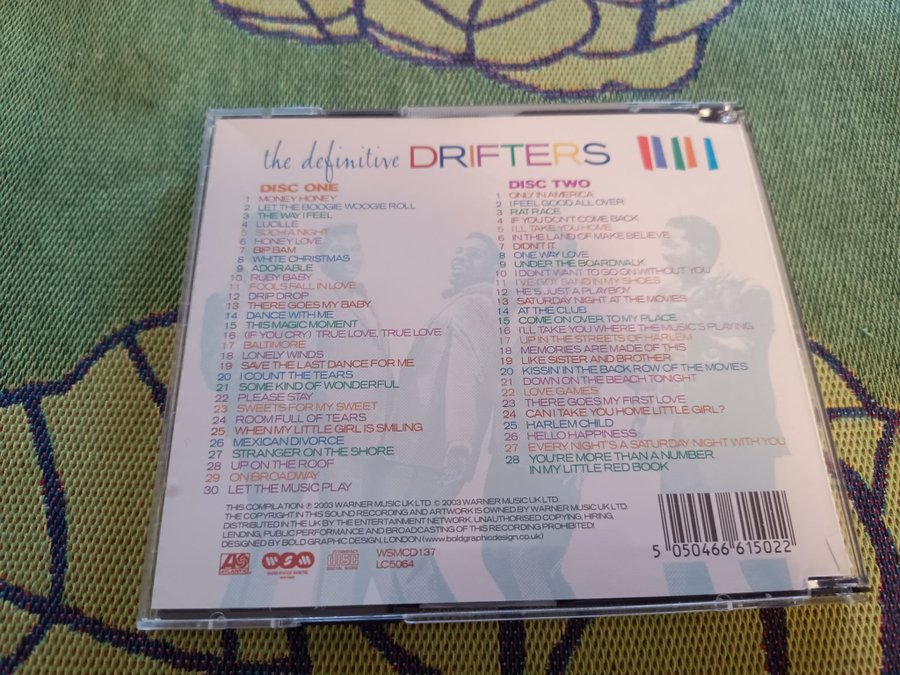 the definitive DRIFTERS
DISC ONE
1 MONEY HONEY
2 LET THE BOOGIE WOOGIE ROLL
3 THE WAY I FEEL
4 LUCILLE
5 SUCH A NIGHT
6 HONEY LOVE
7 BIP BAM
8 WHITE CHRISTMAS
9 ADORABLE
10 RUBY BABY
11 FOOLS FALL IN LOVE
12 DRIP DROP
13 THERE GOES MY BABY
14 DANCE WITH ME
15 THIS MAGIC MOMENT
16 (IF YOU CRY) TRUE LOVE, TRUE LOVE
17 BALTIMORE
18 LONELY WINDS
19 SAVE THE LAST DANCE FOR ME
20 I COUNT THE TEARS
21 SOME KIND OF WONDERFUL
22 PLEASE STAY
23 SWEETS FOR MY SWEET
24 ROOM FULL OF TEARS
25 WHEN MY LITTLE GIRL IS SMILING
26 MEXICAN DIVORCE
27 STRANGER ON THE SHORE
28 UP ON THE ROOF
29 ON BROADWAY
30 LET THE MUSIC PLAY
DISC TWO
1 ONLY IN AMERICA
2 I FEEL GOOD ALL OVER
3 RAT RACE
4 IF YOU DON'T COME BACK
5 I'LL TAKE YOU HOME
6 IN THE LAND OF MAKE BELIEVE
7 DIDN'T IT
8 ONE WAY LOVE
9 UNDER THE BOARDWALK
10 I DON'T WANT TO GO ON WITHOUT YOU
11 I'VE GOT SAND IN MY SHOES
12 HE'S JUST A PLAYBOY
13 SATURDAY NIGHT AT THE MOVIES
14 AT THE CLUB
15 COME ON OVER TO MY PLACE
16 I'LL TAKE YOU WHERE THE MUSIC'S PLAYING
17 UP IN THE STREETS OF HARLEM
18 MEMORIES ARE MADE OF THIS
19 LIKE SISTER AND BROTHER
20 KISSIN' IN THE BACK ROW OF THE MOVIES
21 DOWN ON THE BEACH TONIGHT
22 LOVE GAMES
23 THERE GOES MY FIRST LOVE
24 CAN I TAKE YOU HOME LITTLE GIRL?
25 HARLEM CHILD
26 HELLO HAPPINESS
27 EVERY NIGHT'S A SATURDAY NIGHT WITH YOU
28 YOU'RE MORE THAN A NUMBER
IN MY LITTLE RED BOOK
THIS COMPILATION ℗ 2003 WARNER MUSIC UK LTD. © 2003 WARNER MUSIC UK LTD.
THE COPYRIGHT IN THIS SOUND RECORDING AND ARTWORK IS OWNED BY WARNER MUSIC UK LTD.
DISTRIBUTED IN THE UK BY THE ENTERTAINMENT NETWORK. UNAUTHORISED COPYING, HIRING,
LENDING, PUBLIC PERFORMANCE AND BROADCASTING OF THIS RECORDING PROHIBITED!
DESIGNED BY BOLD GRAPHIC DESIGN, LONDON (www.boldgraphicdesign.co.uk)
ATLANTIC
WSM
COMPACT
disc
DIGITAL AUDIO
WSMCD137
LC5064
5 050466 615022